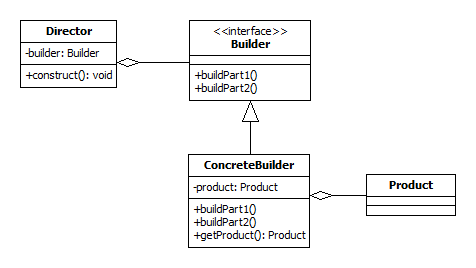 Director
-builder: Builder
+construct(): void
<<interface>>
Builder
+buildPart1()
+buildPart2()
ConcreteBuilder
-product: Product
+buildPart1()
+buildPart2()
+getProduct(): Product
Product